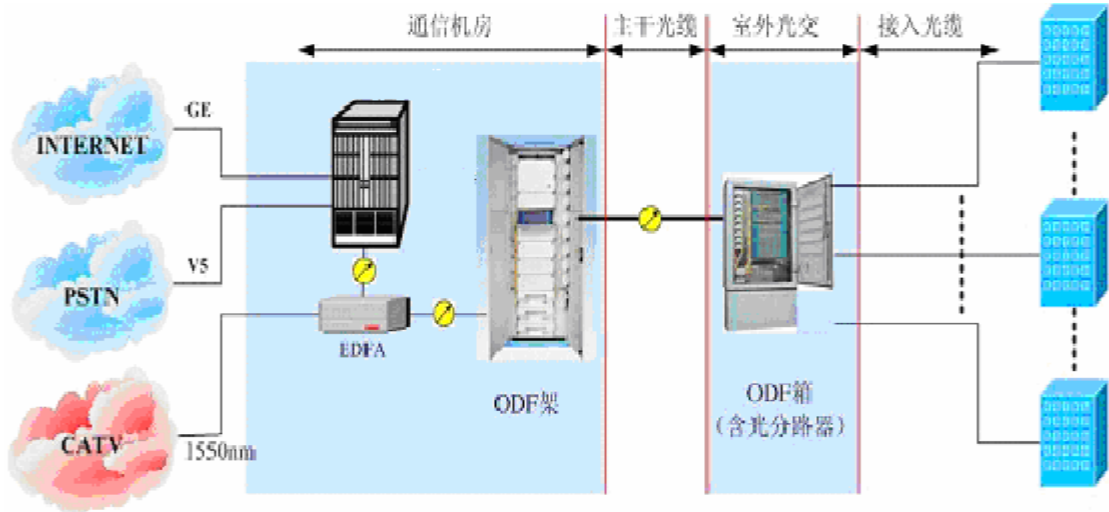 通信机房
主干光缆
室外光交
接入光缆
GE
INTERNET
V5
PSTN
EDFA
ODF架
ODF箱
（含光分路器）
CATV
1550nm